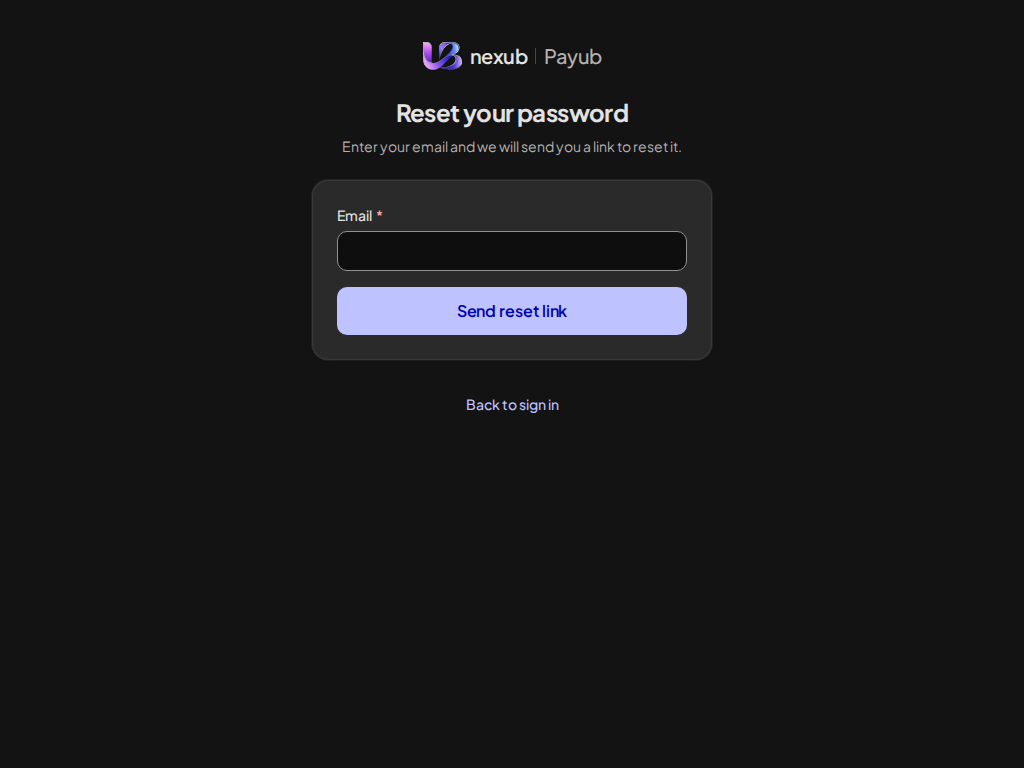 nexub | Payub
Reset your password
Enter your email and we will send you a link to reset it.
Email *
Send reset link
Back to sign in